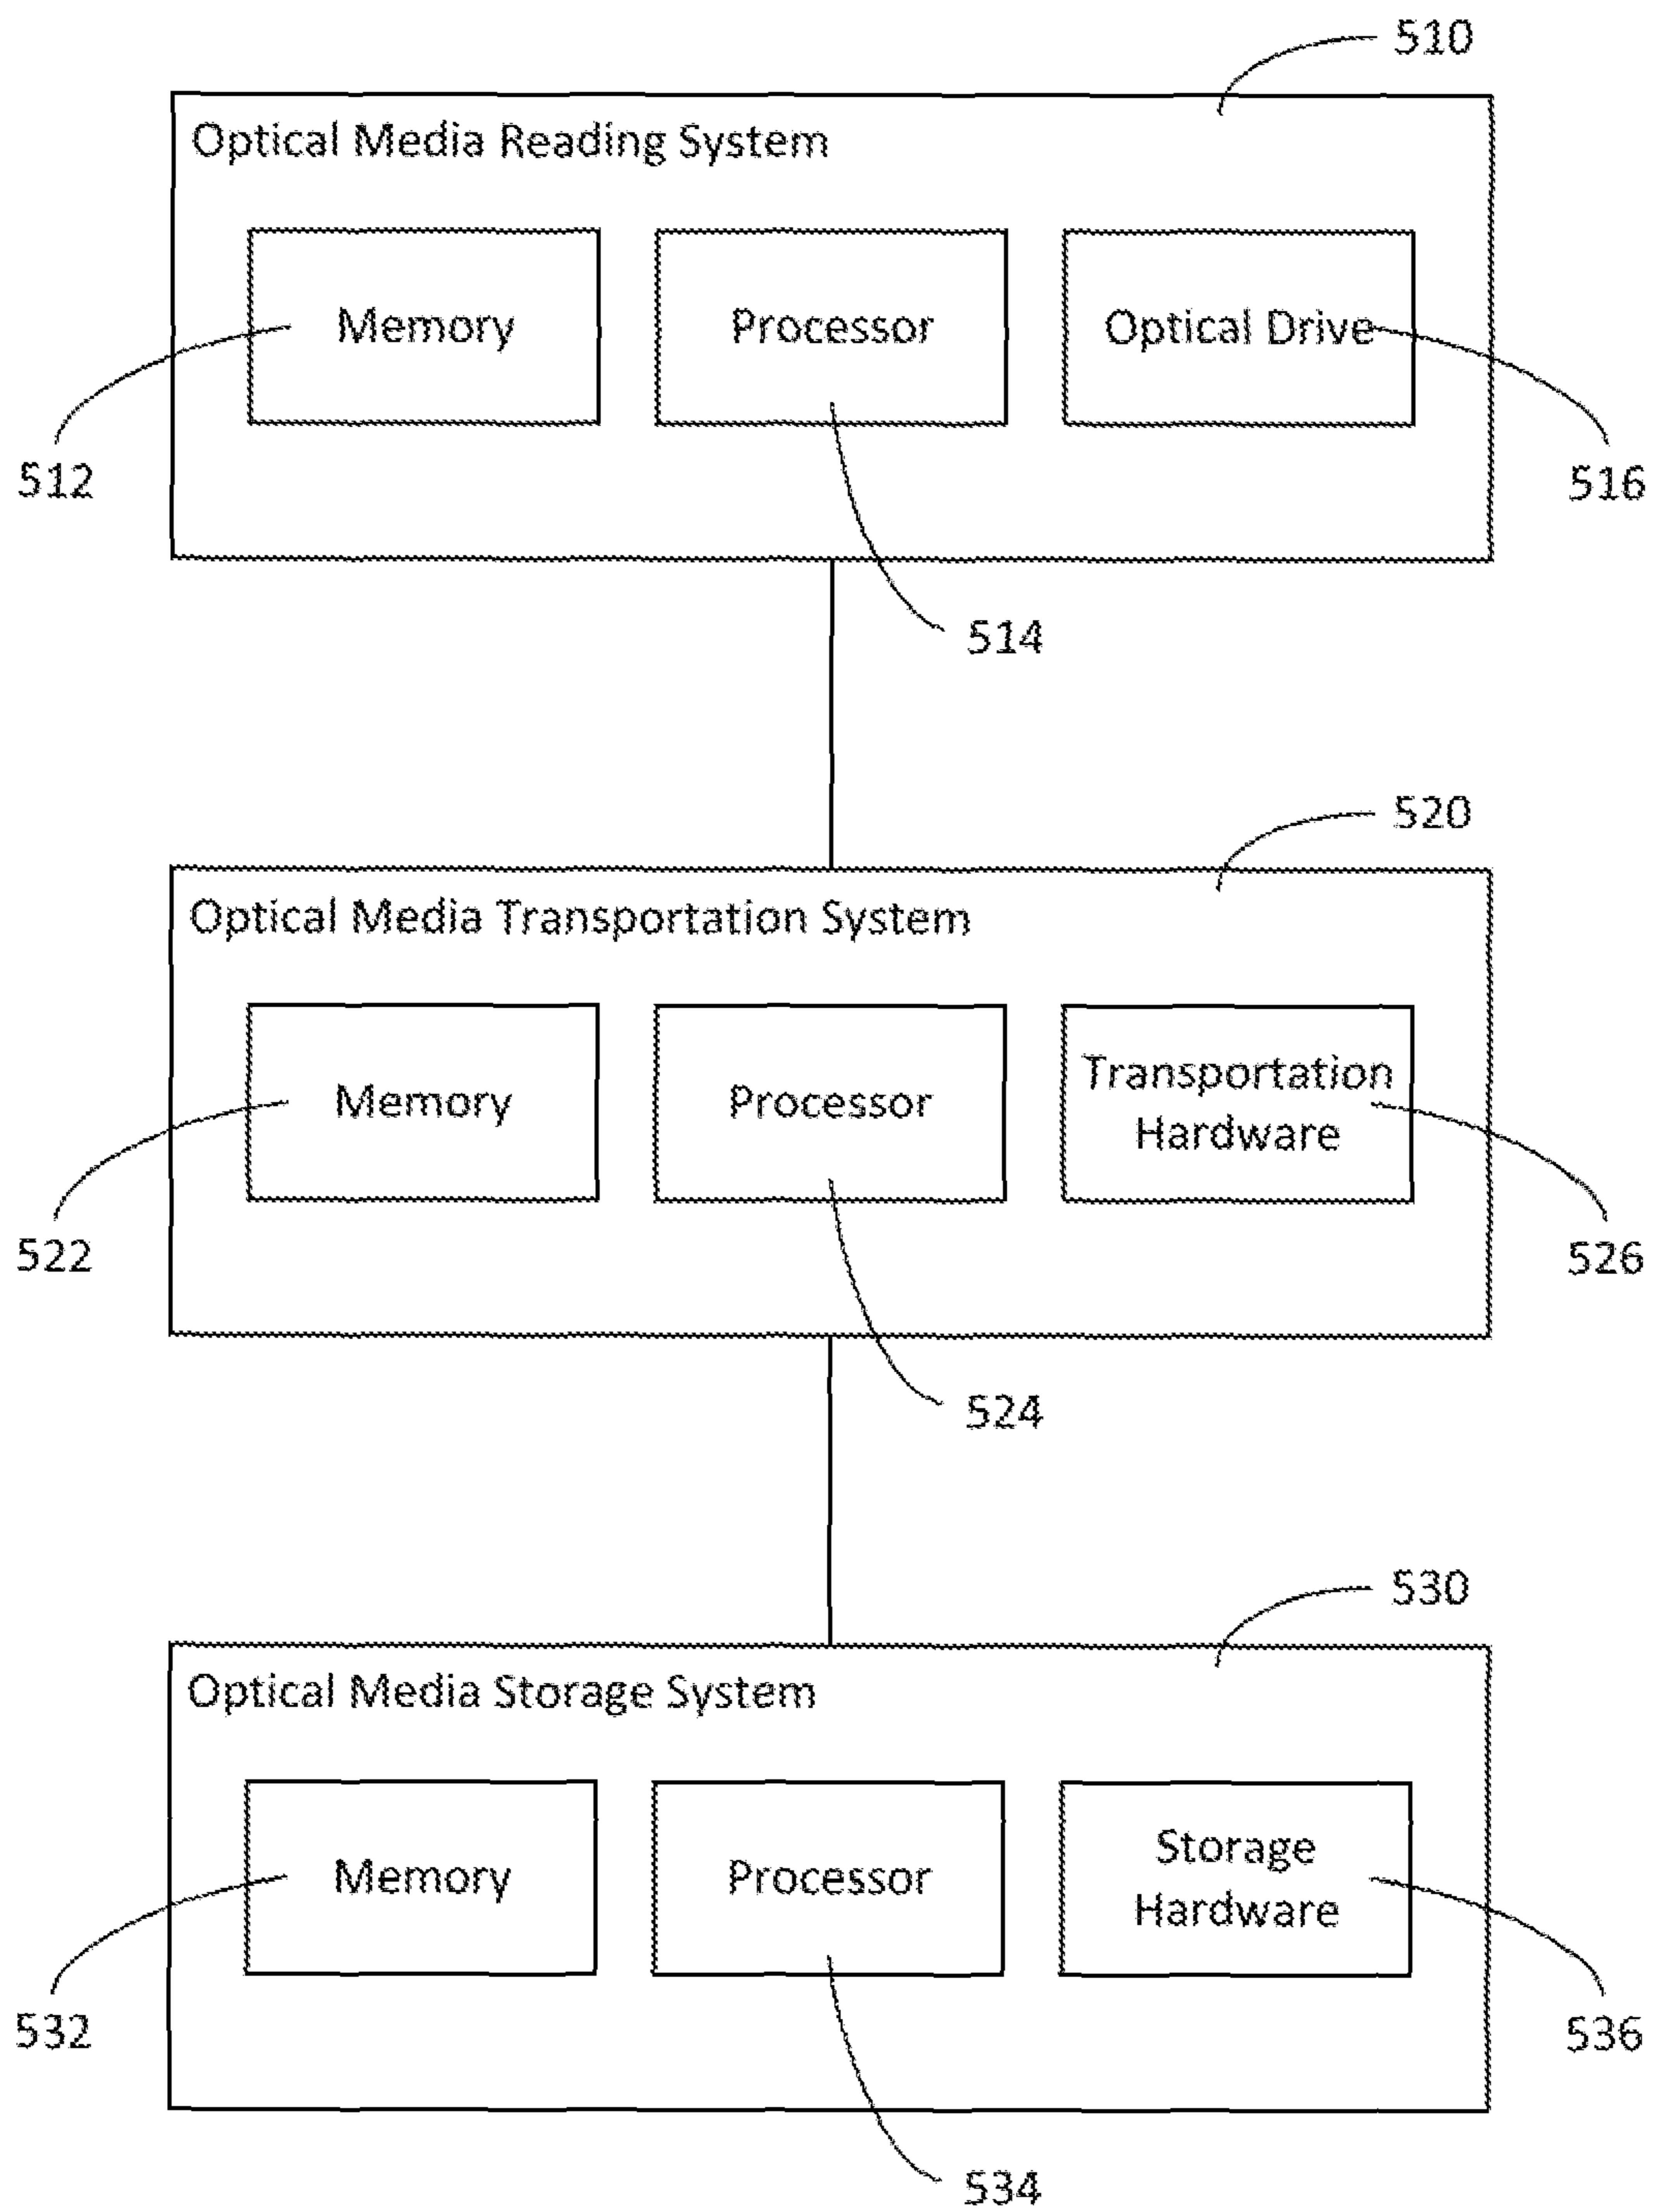 510
Optical Media Reading System
Memory
Processor
Optical Drive
512
516
514
520
Optical Media Transportation System
Memory
Processor
Transportation
Hardware
522
526
524
530
Optical Media Storage System
Memory
Processor
Storage
Hardware
532
536
534